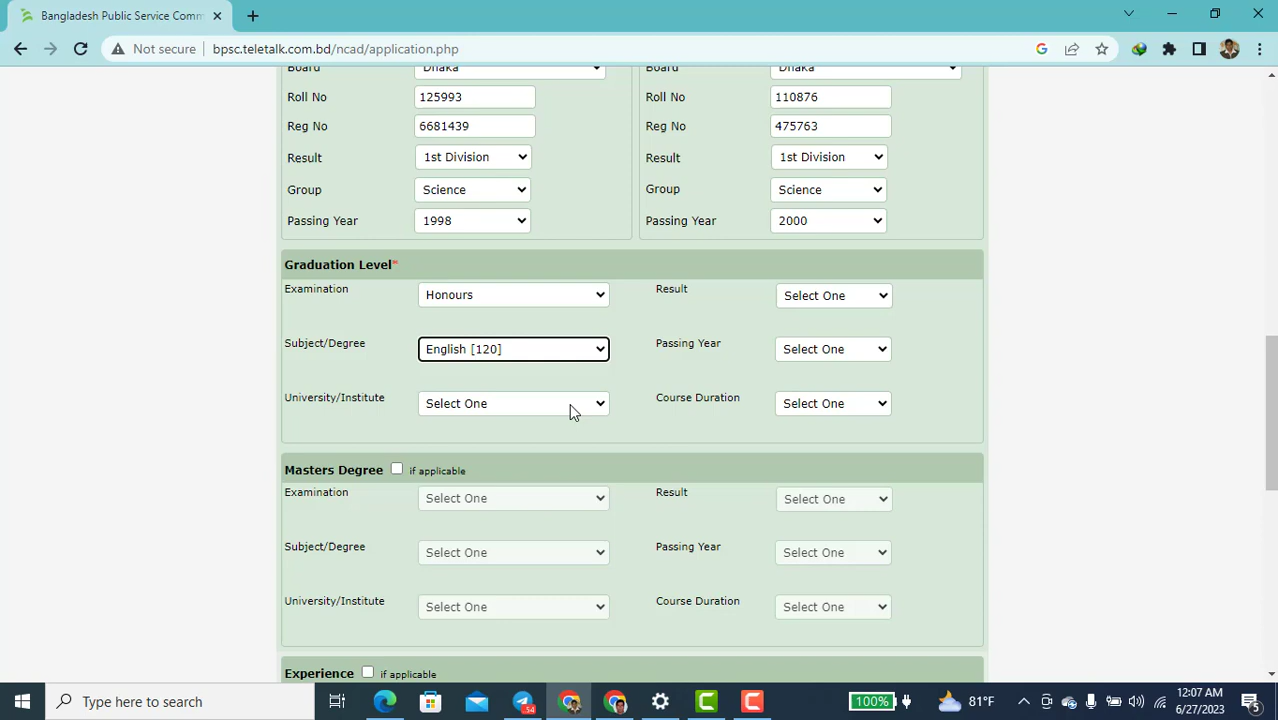 Bangladesh Public Service Comm
Not secure bpsc.teletalk.com.bd/ncad/application.php
Board Dhaka Board Dhaka
Roll No 125993 Roll No 110876
Reg No 6681439 Reg No 475763
Result 1st Division Result 1st Division
Group Science Group Science
Passing Year 1998 Passing Year 2000
Graduation Level*
Examination Honours Result Select One
Subject/Degree English [120] Passing Year Select One
University/Institute Select One Course Duration Select One
Masters Degree if applicable
Examination Select One Result Select One
Subject/Degree Select One Passing Year Select One
University/Institute Select One Course Duration Select One
Experience if applicable
Type here to search 54 100% 81°F 12:07 AM
6/27/2023 5